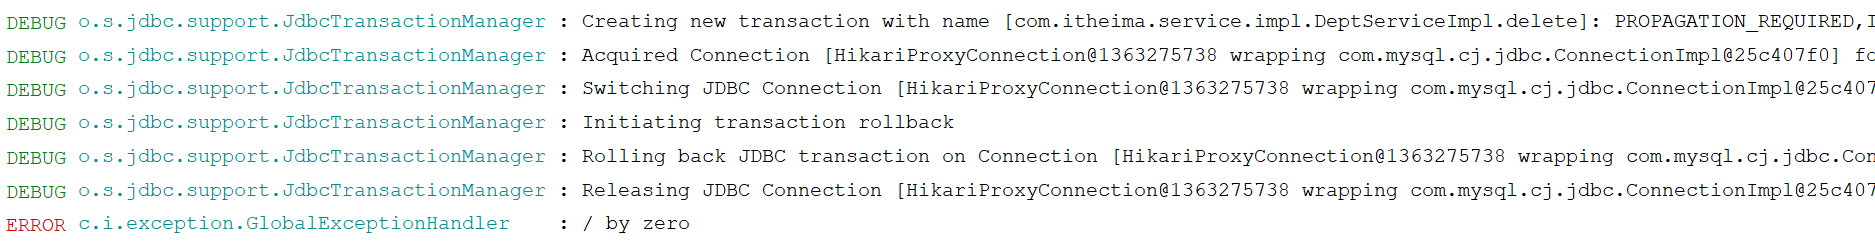 DEBUG o.s.jdbc.support.JdbcTransactionManager : Creating new transaction with name [com.itheima.service.impl.DeptServiceImpl.delete]: PROPAGATION_REQUIRED,I
DEBUG o.s.jdbc.support.JdbcTransactionManager : Acquired Connection [HikariProxyConnection@1363275738 wrapping com.mysql.cj.jdbc.ConnectionImpl@25c407f0] fo
DEBUG o.s.jdbc.support.JdbcTransactionManager : Switching JDBC Connection [HikariProxyConnection@1363275738 wrapping com.mysql.cj.jdbc.ConnectionImpl@25c407
DEBUG o.s.jdbc.support.JdbcTransactionManager : Initiating transaction rollback
DEBUG o.s.jdbc.support.JdbcTransactionManager : Rolling back JDBC transaction on Connection [HikariProxyConnection@1363275738 wrapping com.mysql.cj.jdbc.Con
DEBUG o.s.jdbc.support.JdbcTransactionManager : Releasing JDBC Connection [HikariProxyConnection@1363275738 wrapping com.mysql.cj.jdbc.ConnectionImpl@25c407
ERROR c.i.exception.GlobalExceptionHandler : / by zero